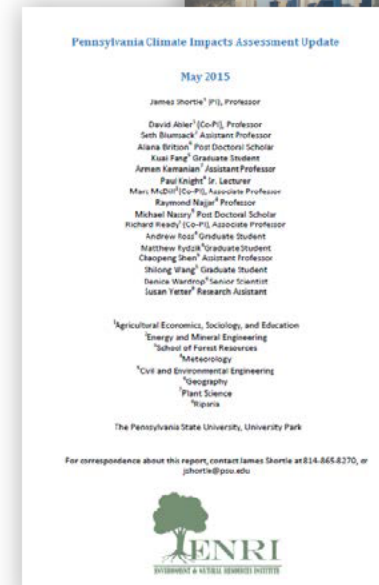 Pennsylvania Climate Impacts Assessment Update
May 2015
James Shortle¹ (PI), Professor
David Abler¹ (Co-PI), Professor
Seth Blumsack² Assistant Professor
Alana Britson⁸ Post Doctoral Scholar
Kuai Fang⁵ Graduate Student
Armen Kemanian⁷ Assistant Professor
Paul Knight⁴ Sr. Lecturer
Marc McDill³ (Co-PI), Associate Professor
Raymond Najjar⁴ Professor
Michael Nassry⁸ Post Doctoral Scholar
Richard Ready¹ (Co-PI), Associate Professor
Andrew Ross⁴ Graduate Student
Matthew Rydzik⁴ Graduate Student
Chaopeng Shen⁵ Assistant Professor
Shilong Wang⁵ Graduate Student
Denice Wardrop⁸ Senior Scientist
Susan Yetter⁸ Research Assistant
¹Agricultural Economics, Sociology, and Education
²Energy and Mineral Engineering
³School of Forest Resources
⁴Meteorology
⁵Civil and Environmental Engineering
⁶Geography
⁷Plant Science
⁸Riparia
The Pennsylvania State University, University Park
For correspondence about this report, contact James Shortle at 814-865-8270, or
jshortle@psu.edu
ENRI
ENVIRONMENT & NATURAL RESOURCES INSTITUTE